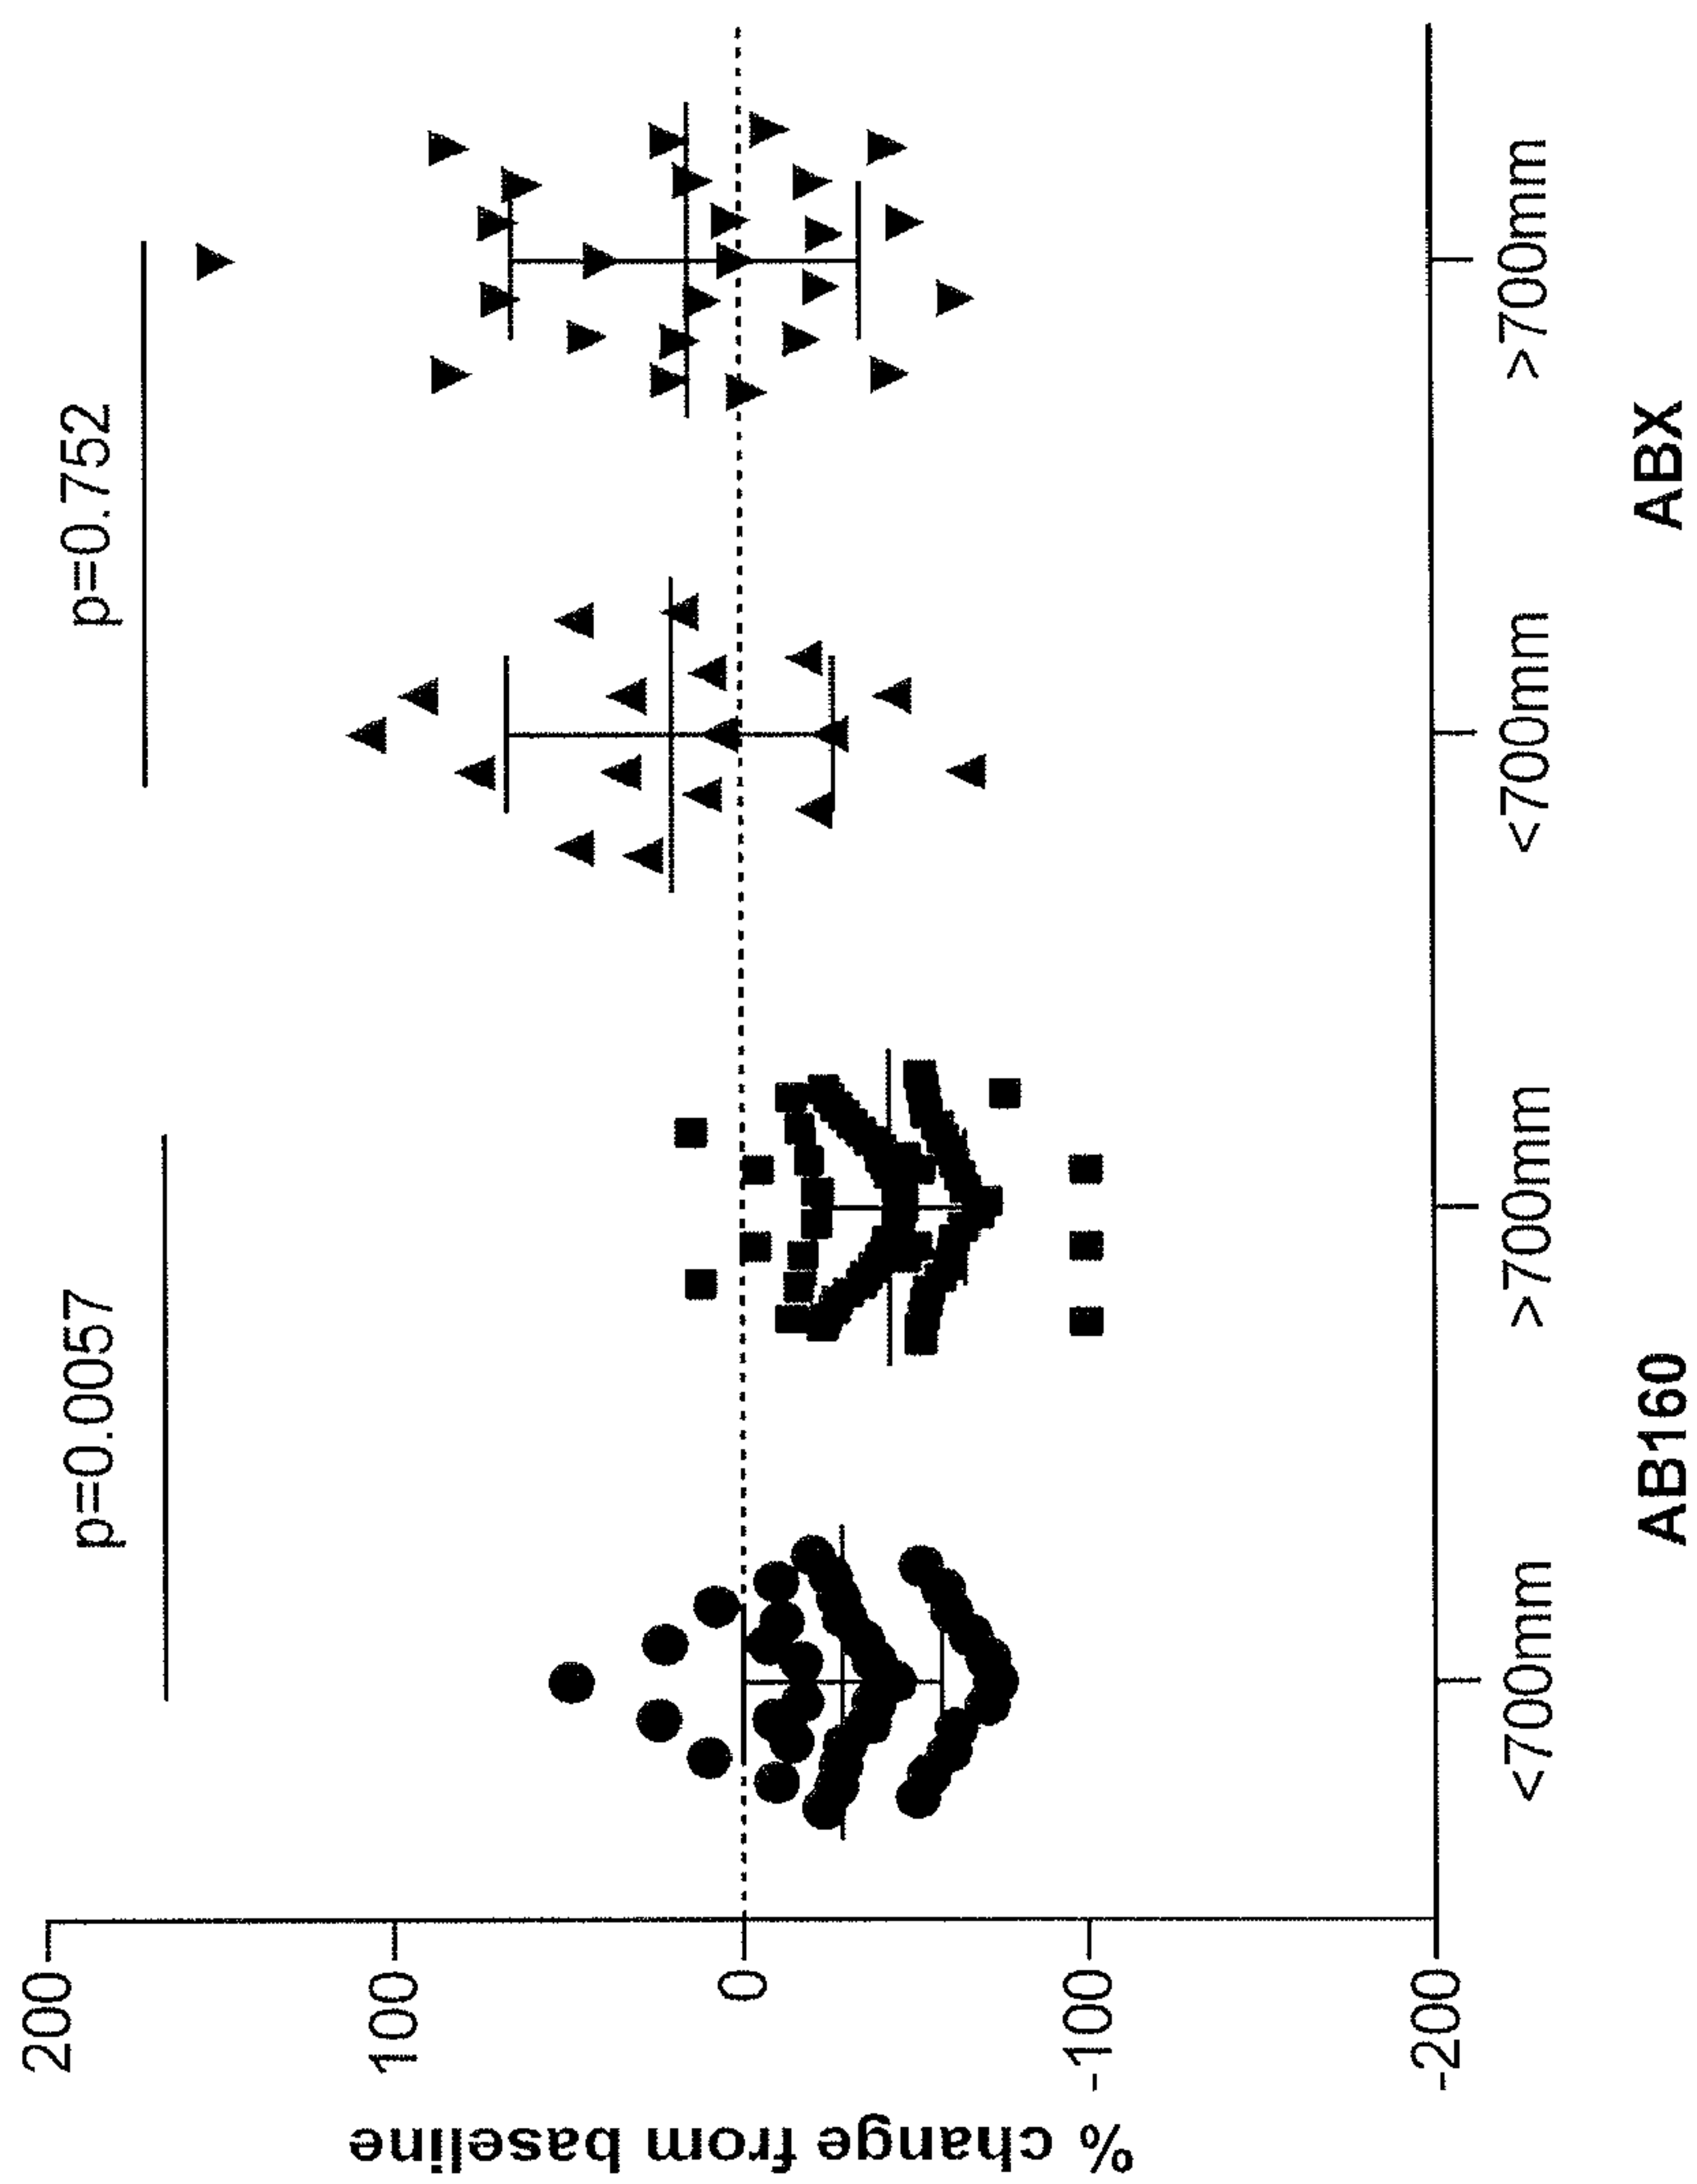 % change from baseline
200
100
0
-100
-200
p=0.0057
p=0.752
<700mm
>700mm
<700mm
>700mm
AB160
ABX